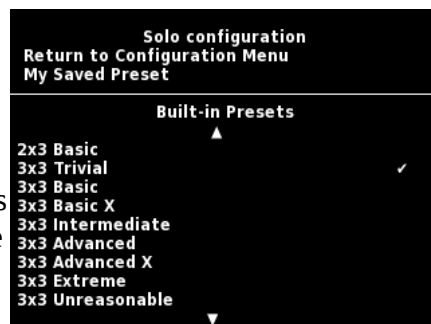 Solo configuration
Return to Configuration Menu
My Saved Preset
Built-in Presets
▲
2x3 Basic
3x3 Trivial ✓
3x3 Basic
3x3 Basic X
3x3 Intermediate
3x3 Advanced
3x3 Advanced X
3x3 Extreme
3x3 Unreasonable
▼